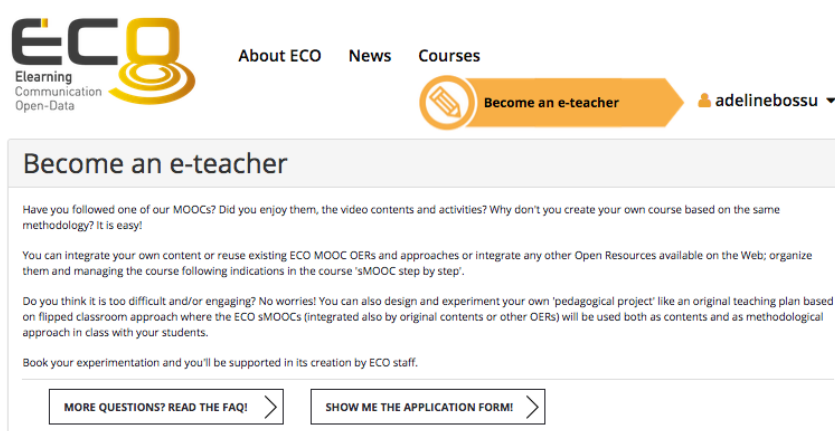 ECO
Elearning
Communication
Open-Data
About ECO News Courses
Become an e-teacher
adelinebossu
Become an e-teacher
Have you followed one of our MOOCs? Did you enjoy them, the video contents and activities? Why don't you create your own course based on the same
methodology? It is easy!
You can integrate your own content or reuse existing ECO MOOC OERs and approaches or integrate any other Open Resources available on the Web; organize
them and managing the course following indications in the course 'sMOOC step by step'.
Do you think it is too difficult and/or engaging? No worries! You can also design and experiment your own 'pedagogical project' like an original teaching plan based
on flipped classroom approach where the ECO sMOOCs (integrated also by original contents or other OERs) will be used both as contents and as methodological
approach in class with your students.
Book your experimentation and you'll be supported in its creation by ECO staff.
MORE QUESTIONS? READ THE FAQ!
SHOW ME THE APPLICATION FORM!